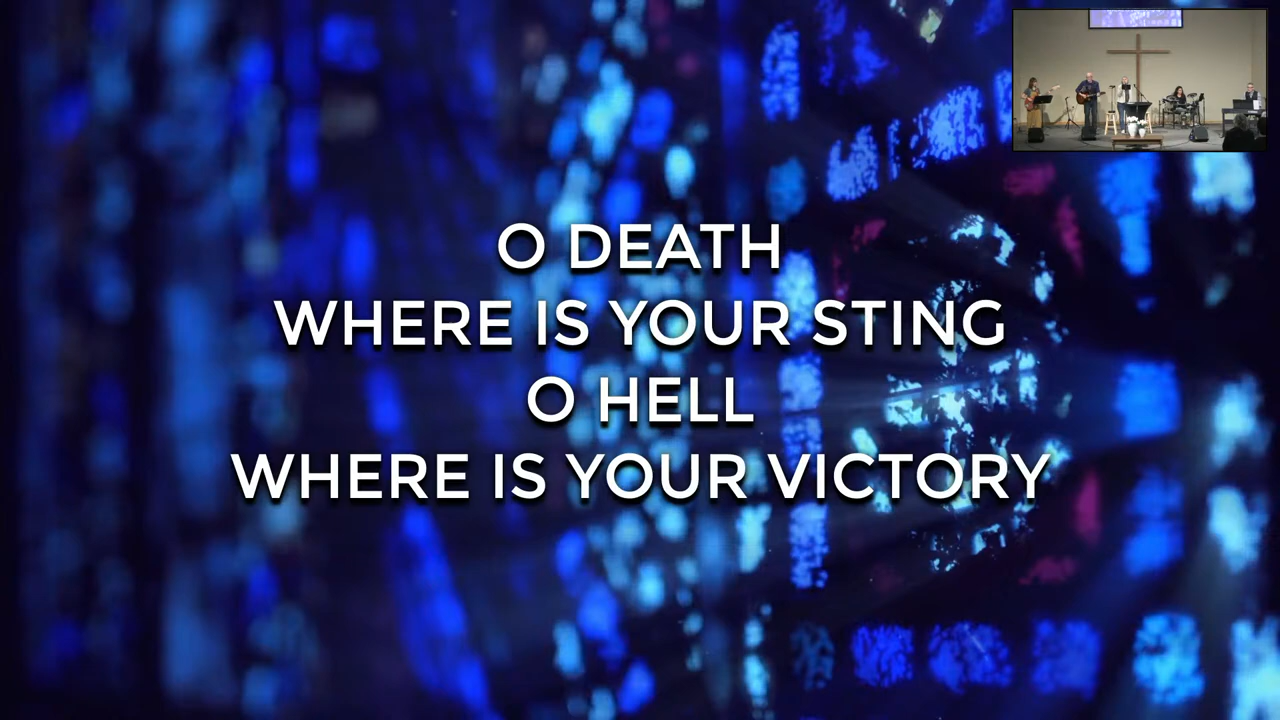 O DEATH
WHERE IS YOUR STING
O HELL
WHERE IS YOUR VICTORY